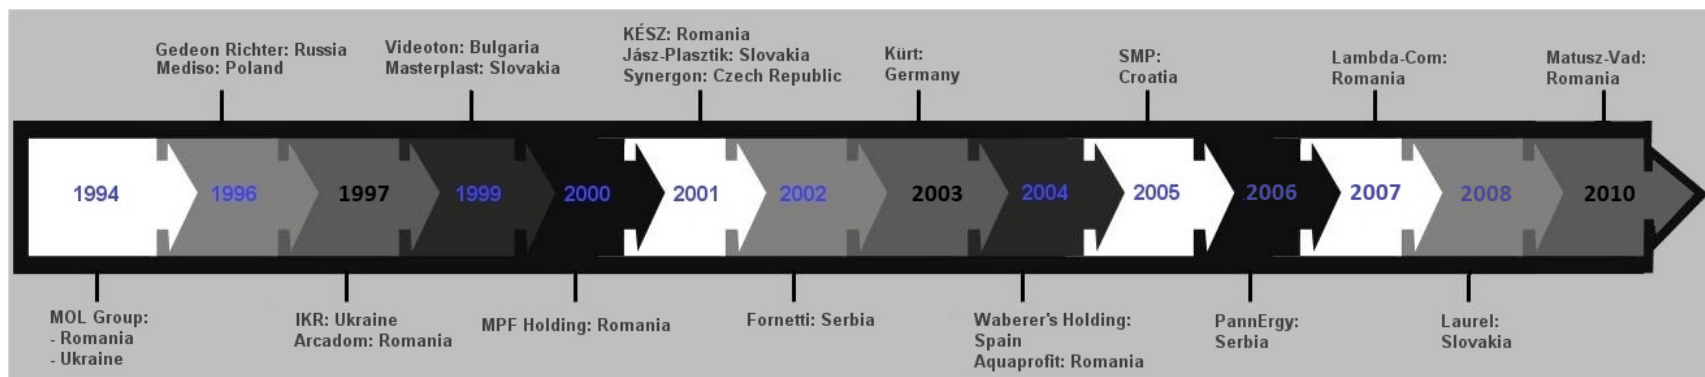 Gedeon Richter: Russia
Mediso: Poland
Videoton: Bulgaria
Masterplast: Slovakia
KÉSZ: Romania
Jász-Plasztik: Slovakia
Synergon: Czech Republic
Kürt:
Germany
SMP:
Croatia
Lambda-Com:
Romania
Matusz-Vad:
Romania
1994
1996
1997
1999
2000
2001
2002
2003
2004
2005
2006
2007
2008
2010
MOL Group:
- Romania
- Ukraine
IKR: Ukraine
Arcadom: Romania
MPF Holding: Romania
Fornetti: Serbia
Waberer's Holding:
Spain
Aquaprofit: Romania
PannErgy:
Serbia
Laurel:
Slovakia